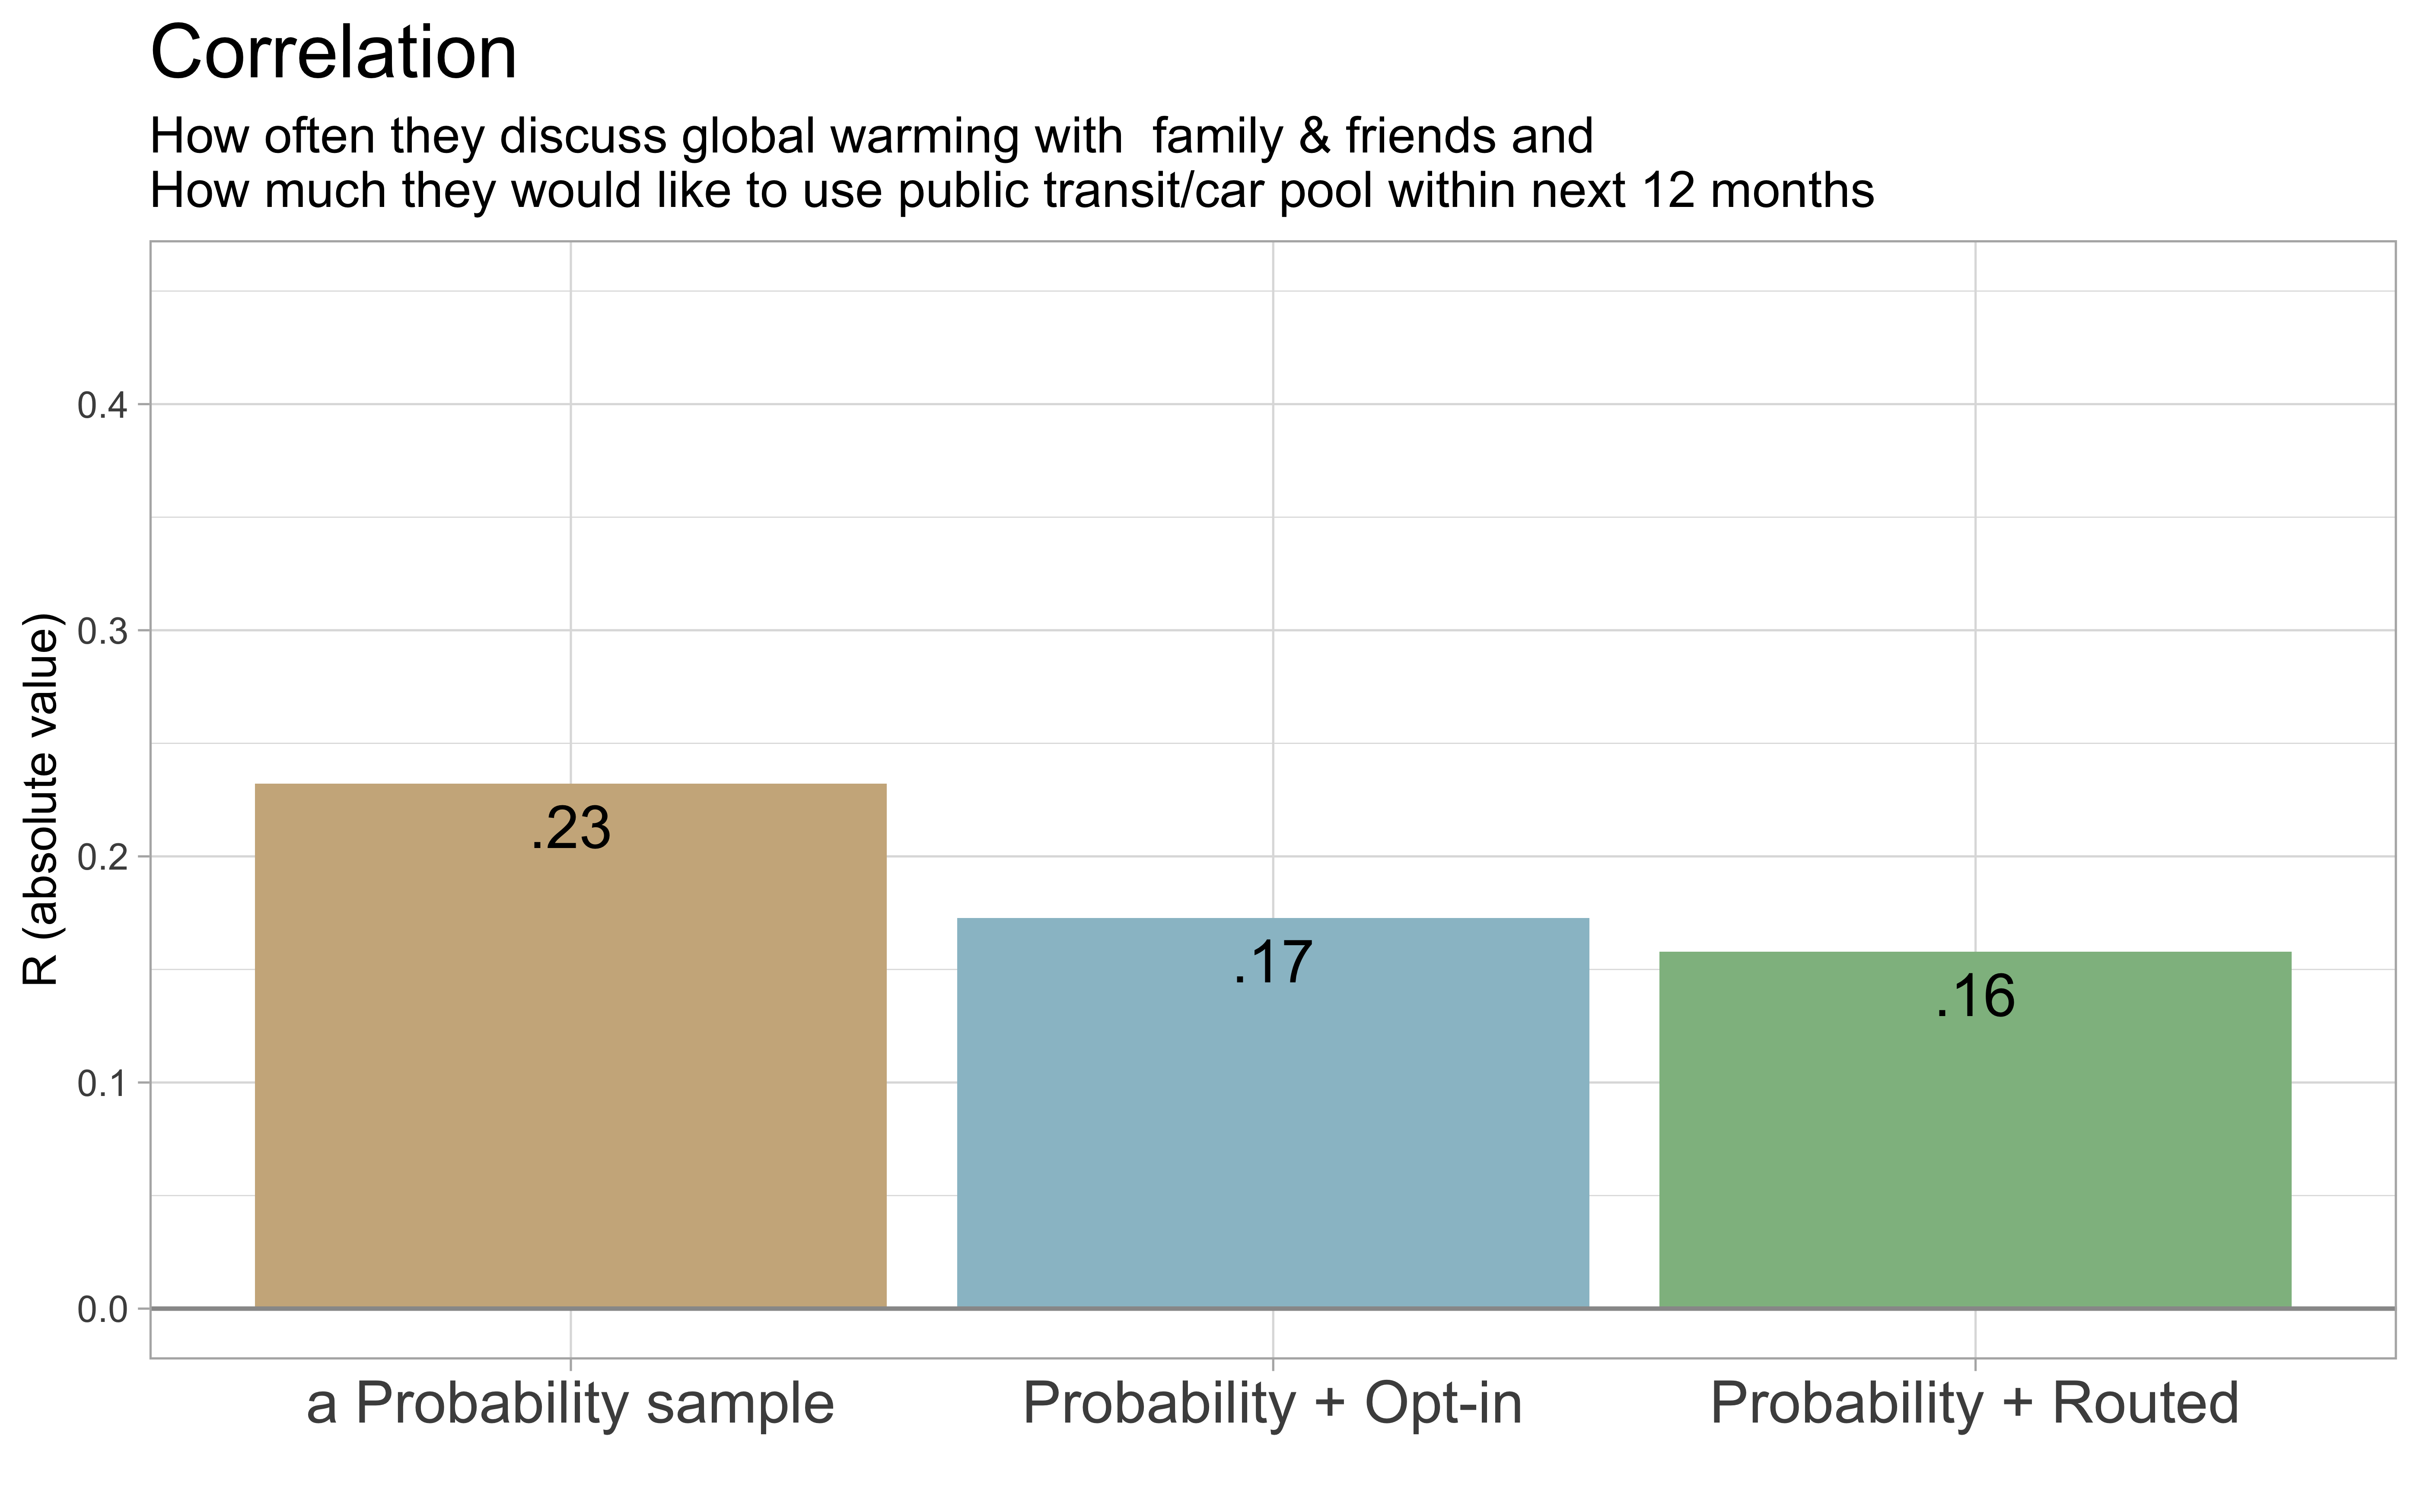 Correlation
How often they discuss global warming with  family & friends and
How much they would like to use public transit/car pool within next 12 months
R (absolute value)
0.4
0.3
0.2
0.1
0.0
.23
.17
.16
a Probability sample
Probability + Opt-in
Probability + Routed